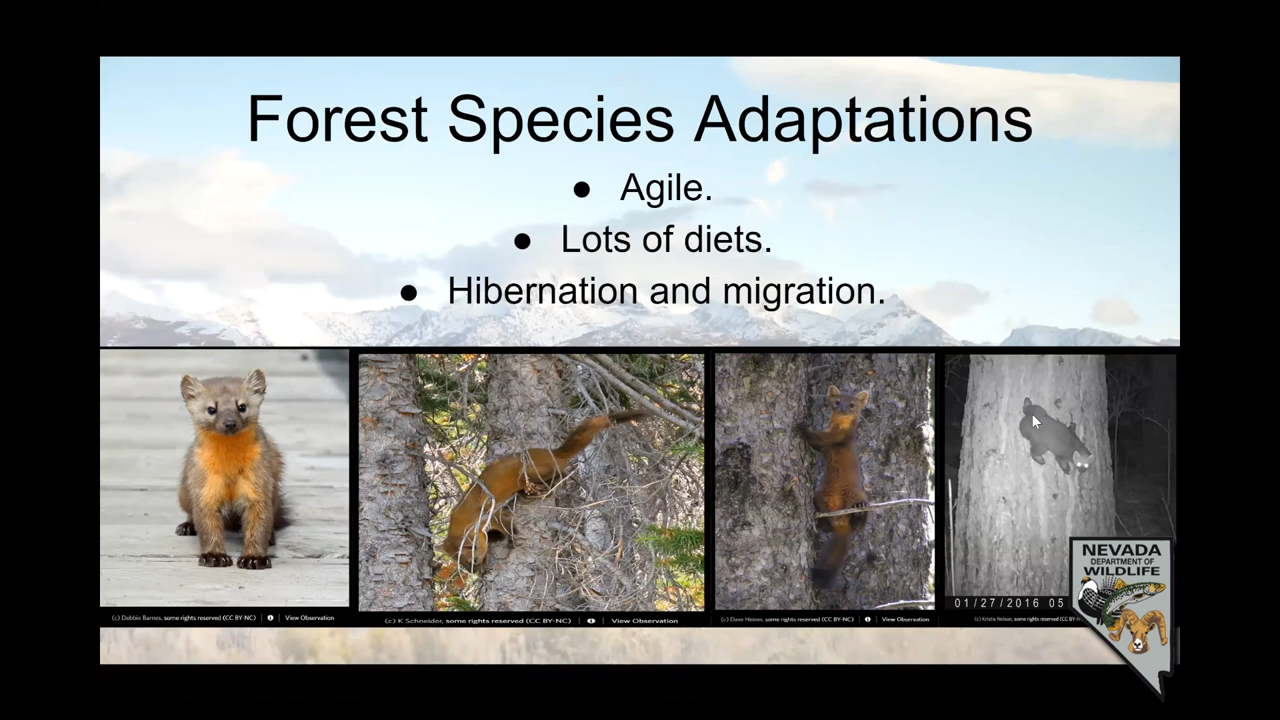 Forest Species Adaptations
● Agile.
● Lots of diets.
● Hibernation and migration.
01/27/2016 05
(c) Debbie Barnes, some rights reserved (CC BY-NC) | View Observation
(c) K Schneider, some rights reserved (CC BY-NC) | View Observation
(c) Dave Heiner, some rights reserved (CC BY-NC) | View Observation
(c) Kristie Nelson, some rights reserved (CC BY-NC)
NEVADA
DEPARTMENT OF
WILDLIFE